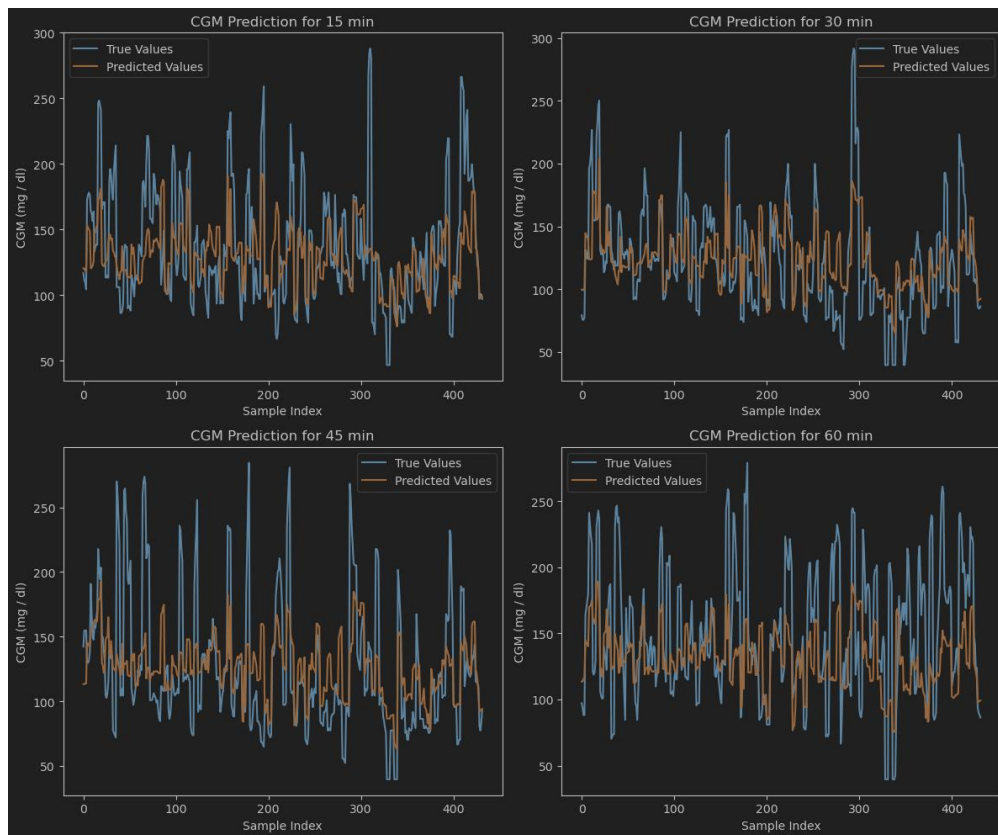 CGM Prediction for 15 min
300
250
200
150
100
50
CGM (mg / dl)
True Values
Predicted Values
0
100
200
300
400
Sample Index
CGM Prediction for 30 min
300
250
200
150
100
50
CGM (mg / dl)
True Values
Predicted Values
0
100
200
300
400
Sample Index
CGM Prediction for 45 min
250
200
150
100
50
CGM (mg / dl)
True Values
Predicted Values
0
100
200
300
400
Sample Index
CGM Prediction for 60 min
250
200
150
100
50
CGM (mg / dl)
True Values
Predicted Values
0
100
200
300
400
Sample Index